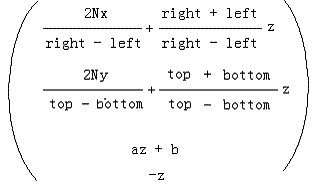 2Nx / right - left + right + left / right - left z
2Ny / top - bottom + top + bottom / top - bottom z
az + b
-z